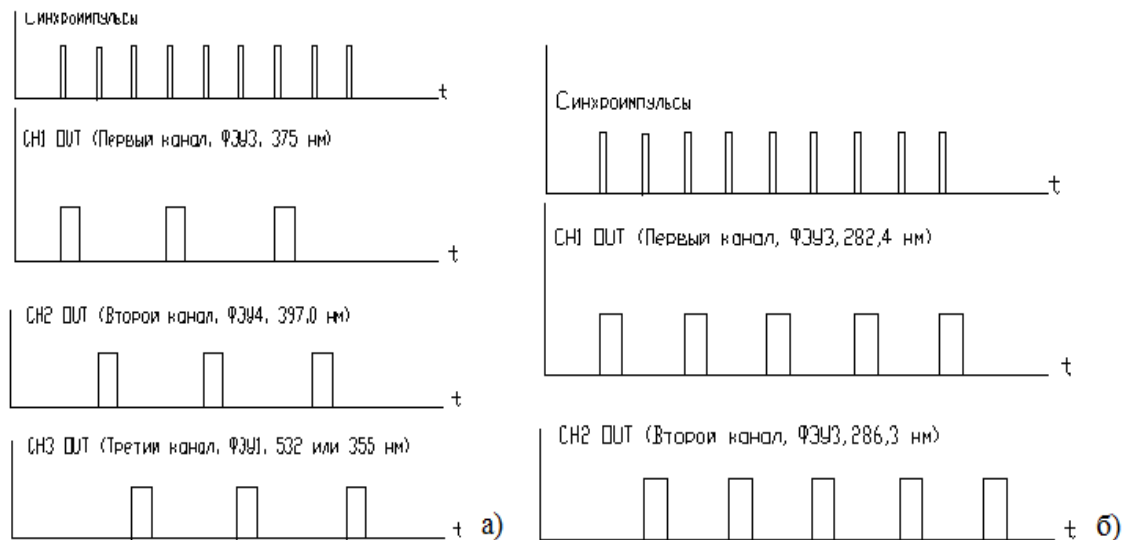 Синхроимпульсы
t
CH1 OUT (Первый канал, ФЭУ3, 375 нм)
t
CH2 OUT (Второй канал, ФЭУ4, 397,0 нм)
t
CH3 OUT (Третий канал, ФЭУ1, 532 или 355 нм)
t
а)
Синхроимпульсы
t
CH1 OUT (Первый канал, ФЭУ3, 282,4 нм)
t
CH2 OUT (Второй канал, ФЭУ3, 286,3 нм)
t
б)